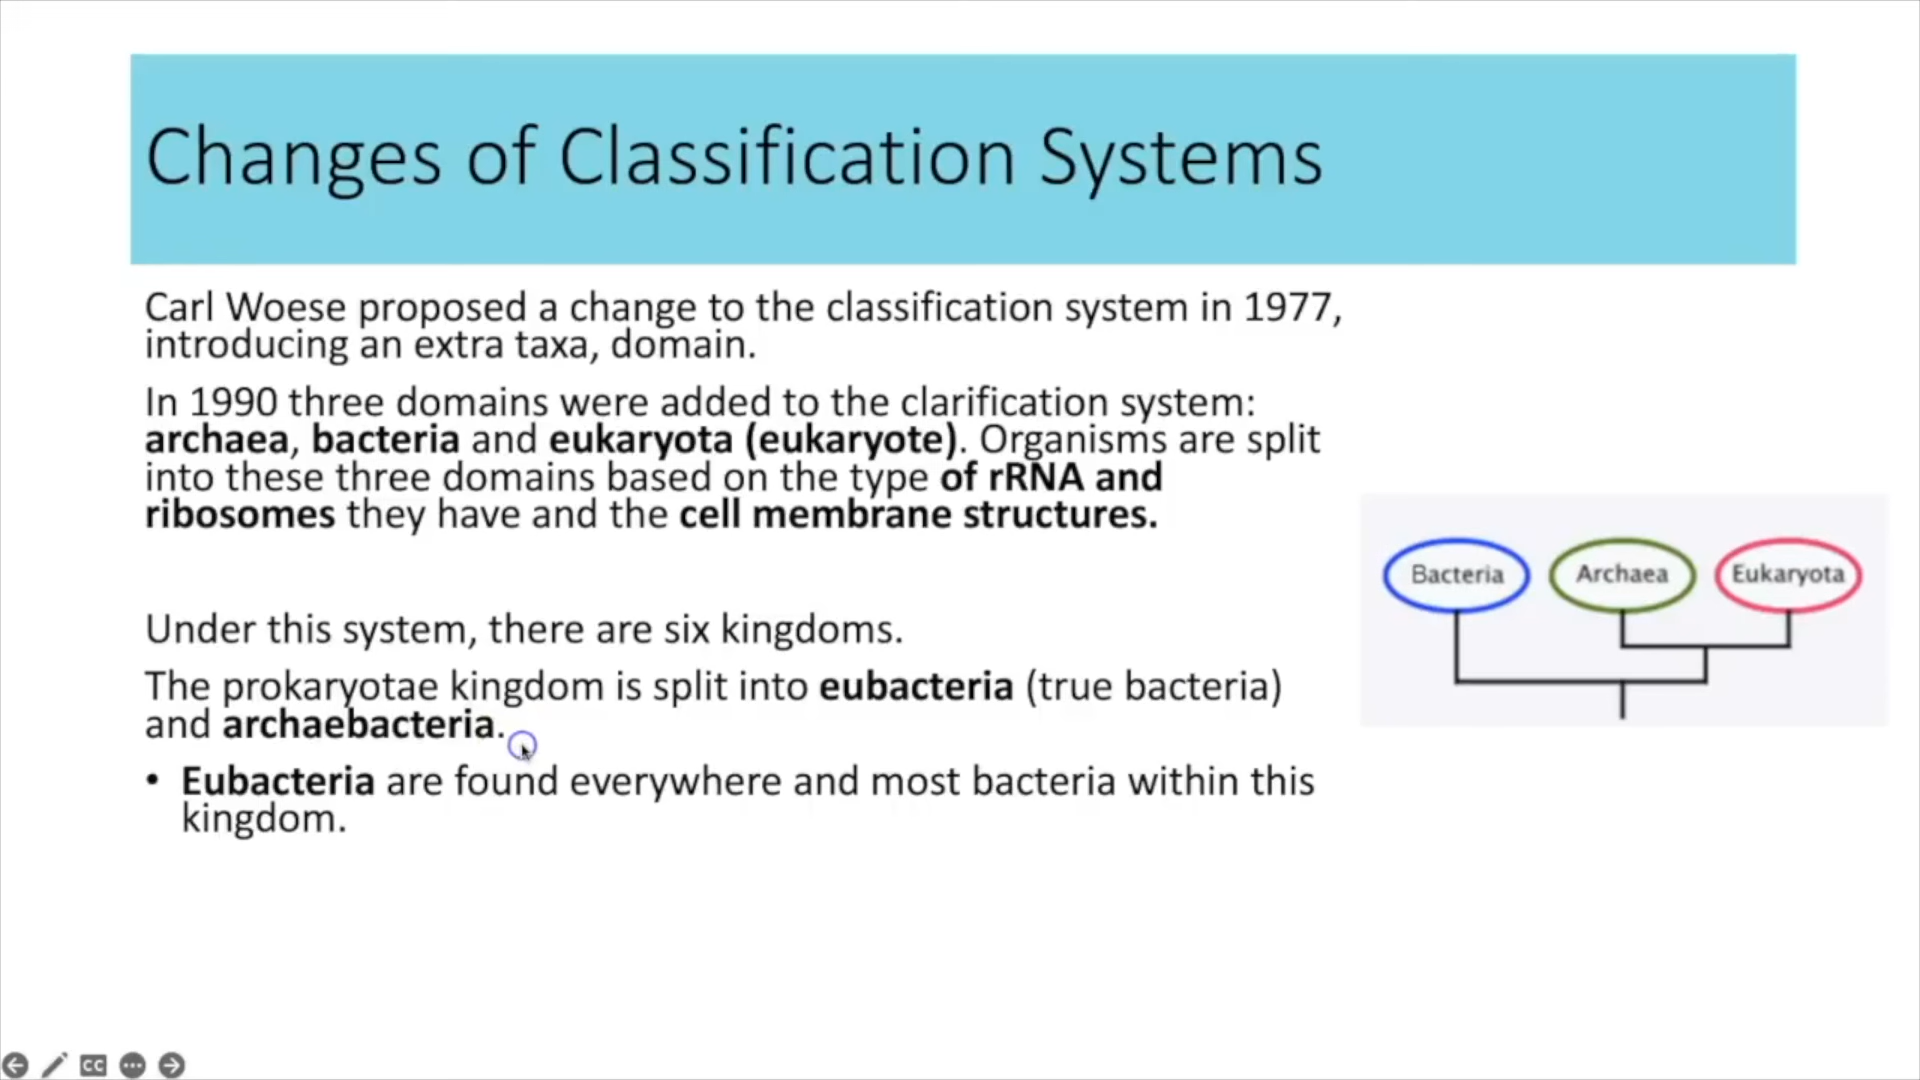 Changes of Classification Systems
Carl Woese proposed a change to the classification system in 1977,
introducing an extra taxa, domain.
In 1990 three domains were added to the clarification system:
archaea, bacteria and eukaryota (eukaryote). Organisms are split
into these three domains based on the type of rRNA and
ribosomes they have and the cell membrane structures.
Under this system, there are six kingdoms.
The prokaryotae kingdom is split into eubacteria (true bacteria)
and archaebacteria.
• Eubacteria are found everywhere and most bacteria within this
kingdom.
Bacteria Archaea Eukaryota
CC